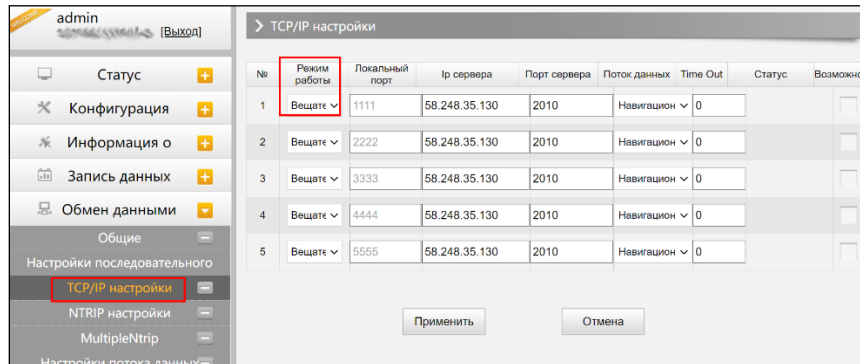 WELCOME
admin
[Выход]
TCP/IP настройки
Статус
Конфигурация
Информация о
Запись данных
Обмен данными
Общие
Настройки последовательного
TCP/IP настройки
NTRIP настройки
MultipleNtrip
Настройки потока данных
№ Режим работы Локальный порт Ip сервера Порт сервера Поток данных Time Out Статус Возможно
1 Вещате 1111 58.248.35.130 2010 Навигацион 0
2 Вещате 2222 58.248.35.130 2010 Навигацион 0
3 Вещате 3333 58.248.35.130 2010 Навигацион 0
4 Вещате 4444 58.248.35.130 2010 Навигацион 0
5 Вещате 5555 58.248.35.130 2010 Навигацион 0
Применить Отмена